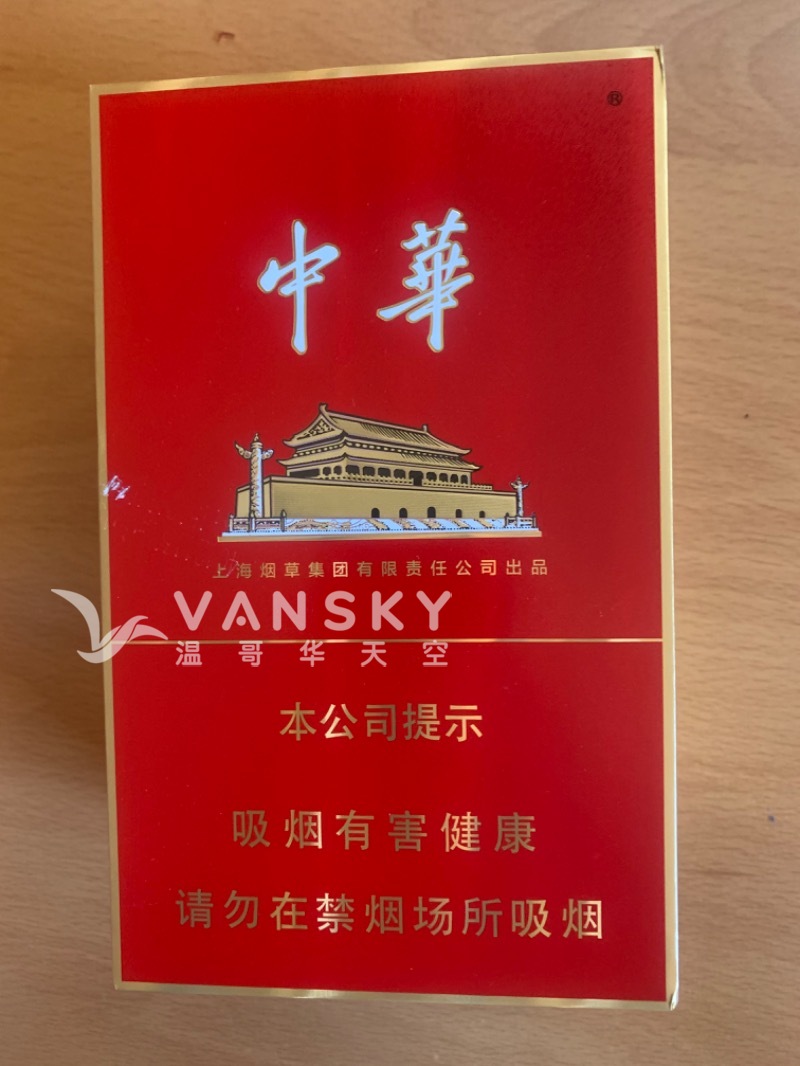 ®
中華
上海烟草集团有限责任公司出品
VANSKY
温哥华天空
本公司提示
吸烟有害健康
请勿在禁烟场所吸烟